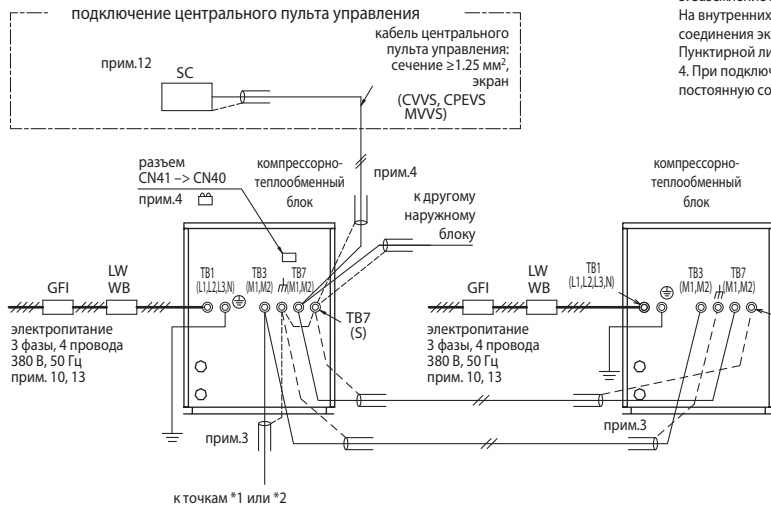 подключение центрального пульта управления
кабель центрального
пульта управления:
сечение ≥1.25 мм²,
экран
(CVVS, CPEVS
MVVS)
прим.12
SC
На внутренних
соединения
Пунктирной
4. При
постоянную
разъем
CN41 –> CN40
прим.4
компрессорно-
теплообменный
блок
прим.4
к другому
наружному
блоку
компрессорно-
теплообменный
блок
GFI
LW
WB
TB1
(L1,L2,L3,N)
TB3
(M1,M2)
TB7
(M1,M2)
TB7
(S)
электропитание
3 фазы, 4 провода
380 В, 50 Гц
прим. 10, 13
GFI
LW
WB
TB1
(L1,L2,L3,N)
TB3
(M1,M2)
TB7
(M1,M2)
электропитание
3 фазы, 4 провода
380 В, 50 Гц
прим. 10, 13
прим.3
прим.3
к точкам *1 или *2